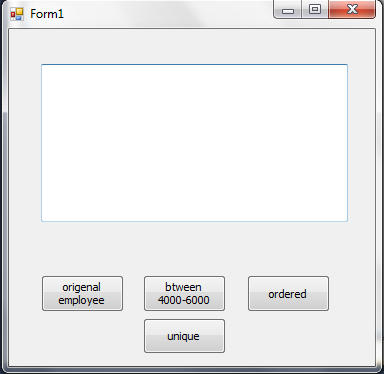 Form1
origenal
employee
btween
4000-6000
ordered
unique